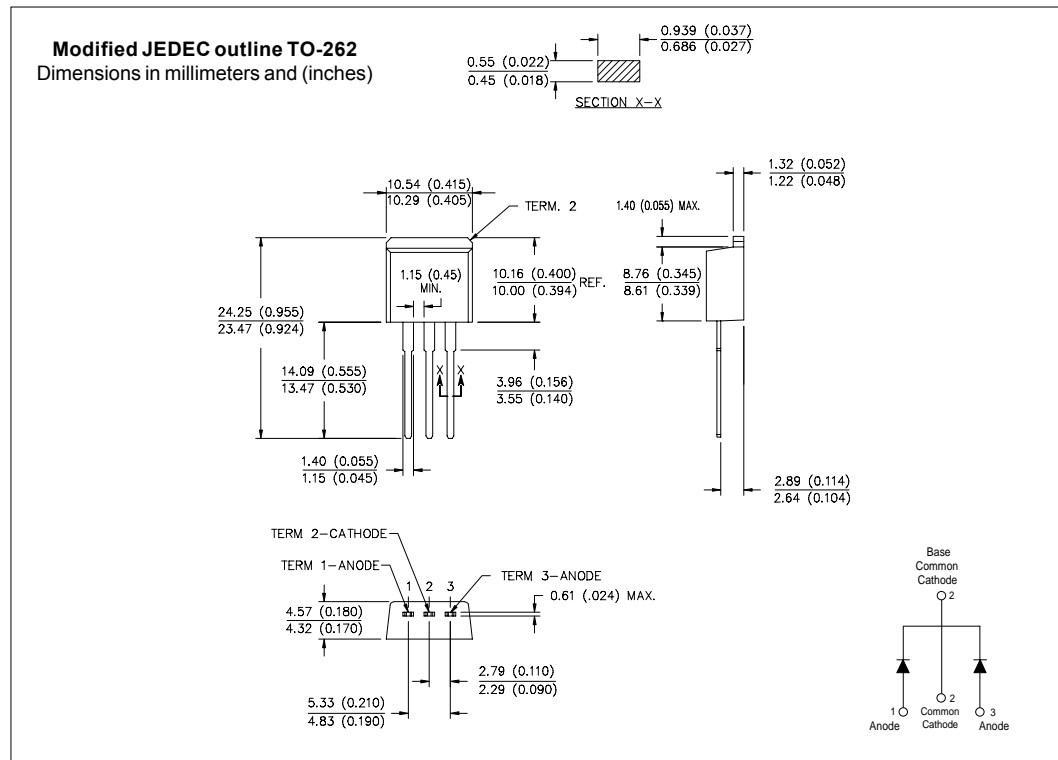 Modified JEDEC outline TO-262
Dimensions in millimeters and (inches)
0.939 (0.037)
0.686 (0.027)
0.55 (0.022)
0.45 (0.018)
SECTION X-X
10.54 (0.415)
10.29 (0.405)
TERM. 2
1.32 (0.052)
1.22 (0.048)
1.40 (0.055) MAX.
1.15 (0.45)
MIN.
10.16 (0.400)
10.00 (0.394)
REF.
8.76 (0.345)
8.61 (0.339)
24.25 (0.955)
23.47 (0.924)
14.09 (0.555)
13.47 (0.530)
X X
3.96 (0.156)
3.55 (0.140)
1.40 (0.055)
1.15 (0.045)
2.89 (0.114)
2.64 (0.104)
TERM 2-CATHODE
TERM 1-ANODE
1 2 3
TERM 3-ANODE
0.61 (.024) MAX.
4.57 (0.180)
4.32 (0.170)
2.79 (0.110)
2.29 (0.090)
5.33 (0.210)
4.83 (0.190)
Base
Common
Cathode
2
1
2
3
Anode
Common
Cathode
Anode